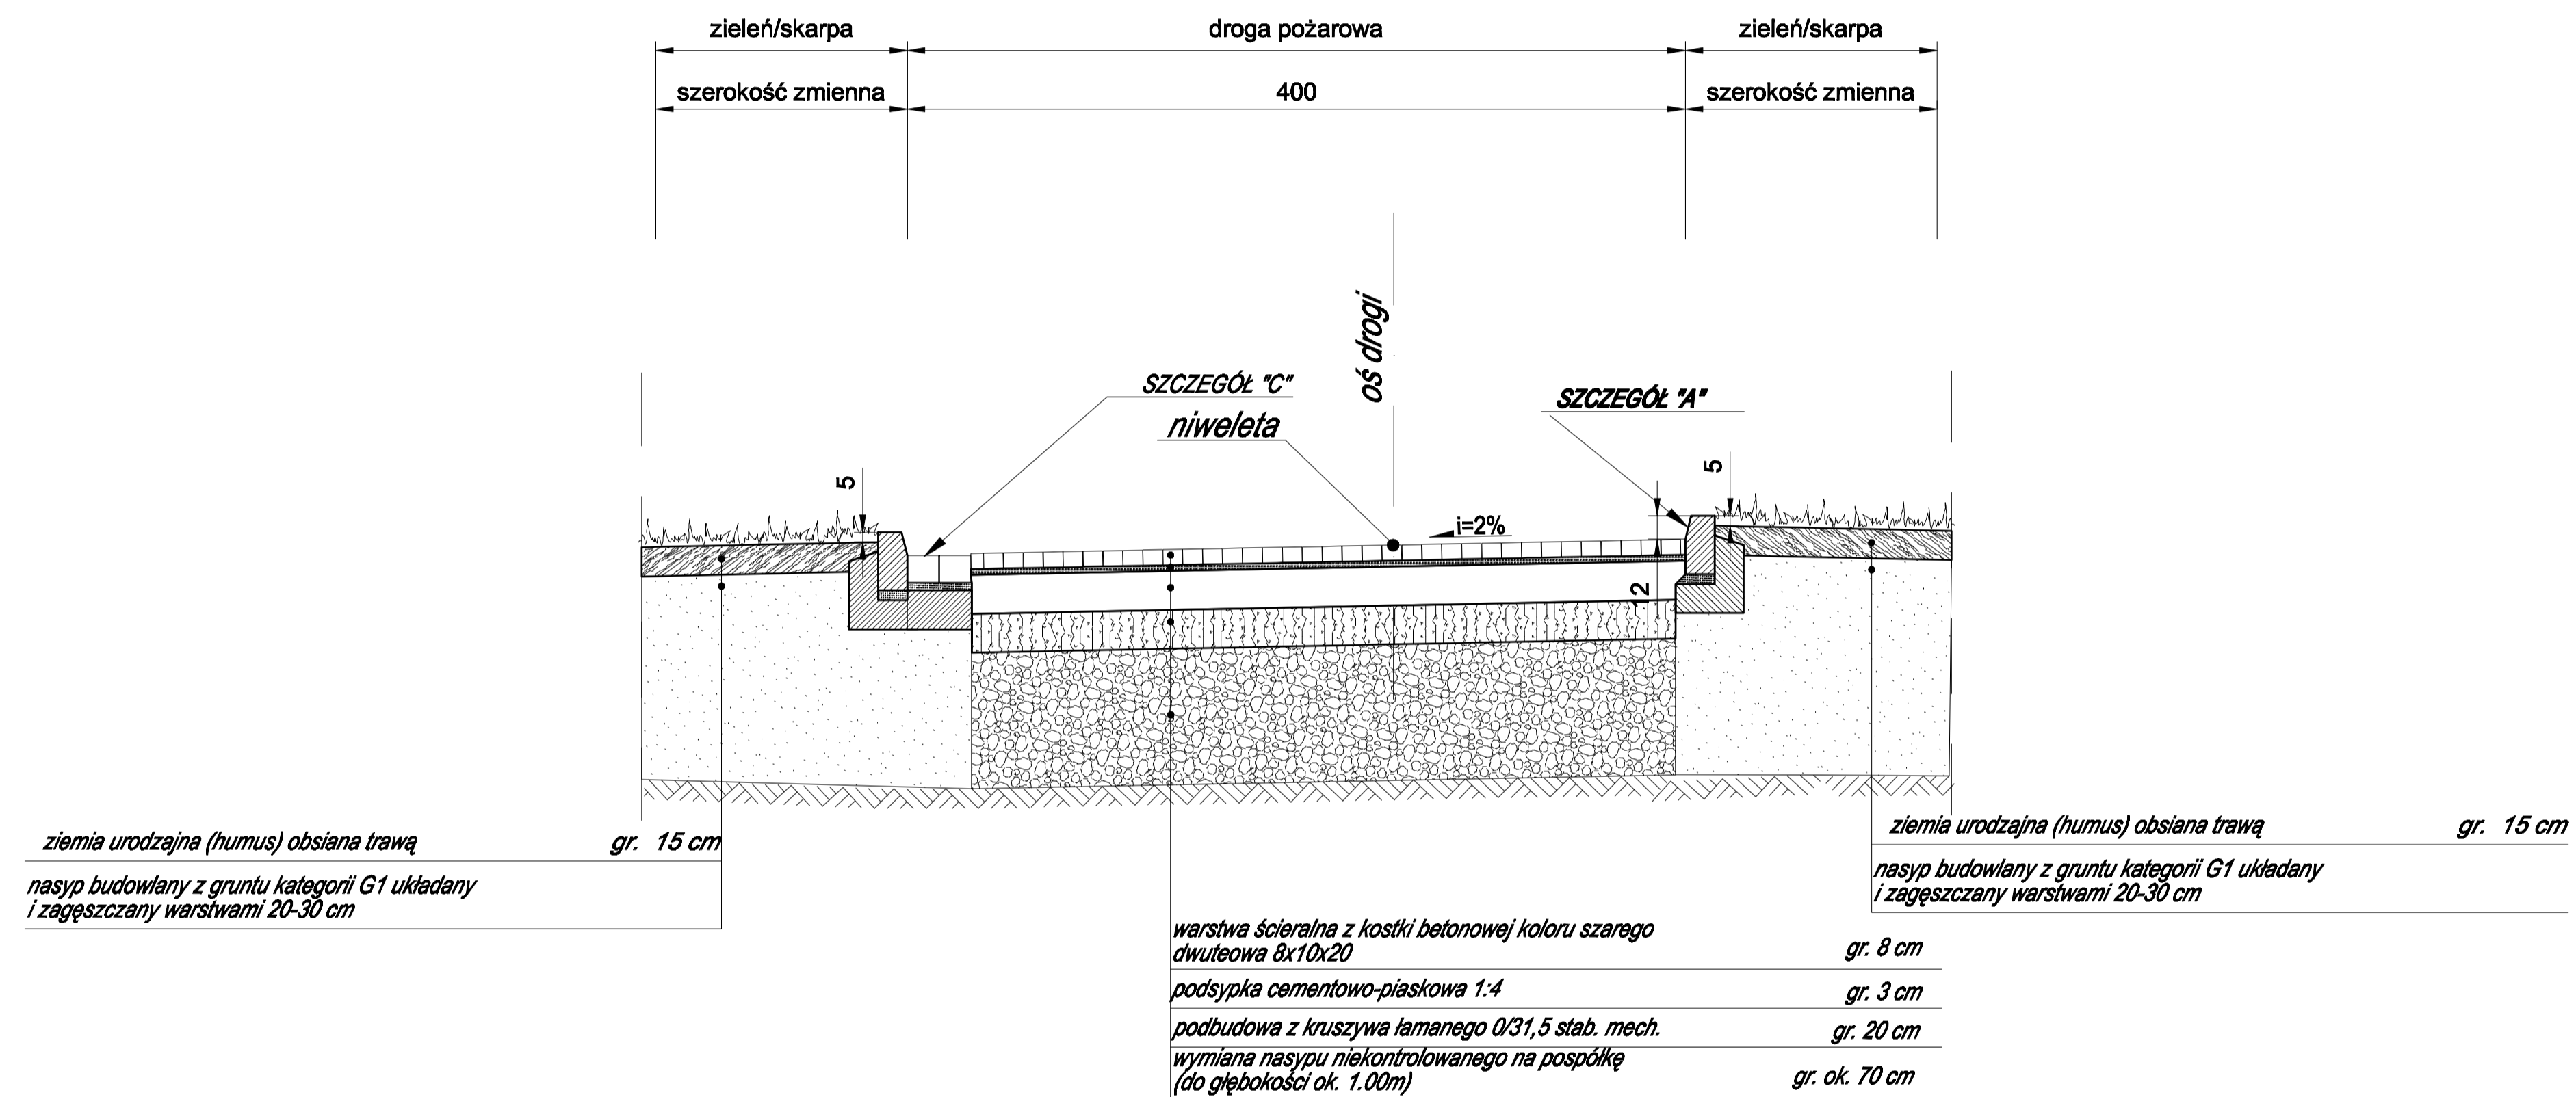 zieleń/skarpa
droga pożarowa
zieleń/skarpa
szerokość zmienna
400
szerokość zmienna
oś drogi
SZCZEGÓŁ "C"
niweleta
SZCZEGÓŁ "A"
5
5
i=2%
12
ziemia urodzajna (humus) obsiana trawą gr. 15 cm
nasyp budowlany z gruntu kategorii G1 układany
i zagęszczany warstwami 20-30 cm
ziemia urodzajna (humus) obsiana trawą gr. 15 cm
nasyp budowlany z gruntu kategorii G1 układany
i zagęszczany warstwami 20-30 cm
warstwa ścieralna z kostki betonowej koloru szarego
dwuteowa 8x10x20 gr. 8 cm
podsypka cementowo-piaskowa 1:4 gr. 3 cm
podbudowa z kruszywa łamanego 0/31,5 stab. mech. gr. 20 cm
wymiana nasypu niekontrolowanego na pospółkę
(do głębokości ok. 1.00m) gr. ok. 70 cm